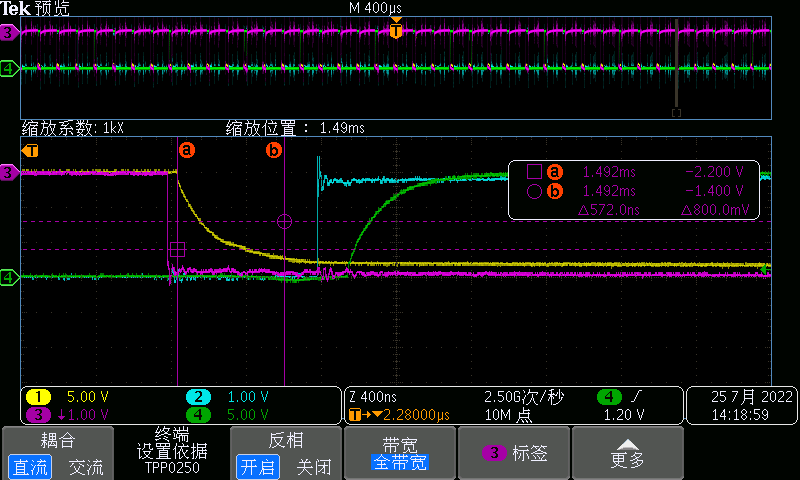 Tek 预览
M 400µs
3
T
4
缩放系数: 1kX
缩放位置： 1.49ms
T
a
b
3
a 1.492ms −2.200 V
b 1.492ms −1.400 V
Δ572.0ns Δ800.0mV
4
1 5.00 V
2 1.00 V
3 ↓1.00 V
4 5.00 V
Z 400ns
T→▼2.28000µs
2.50G次/秒
10M 点
4
1.20 V
25 7月 2022
14:18:59
耦合
直流 交流
终端
设置依据
TPP0250
反相
开启 关闭
带宽
全带宽
3 标签
更多